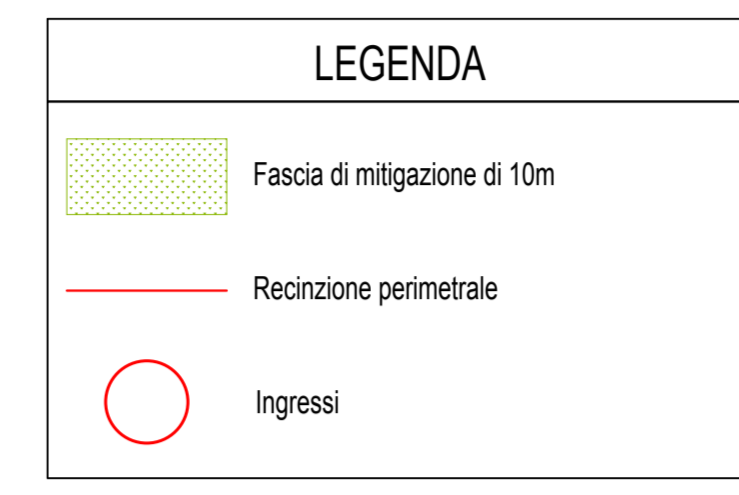 LEGENDA
Fascia di mitigazione di 10m
Recinzione perimetrale
Ingressi